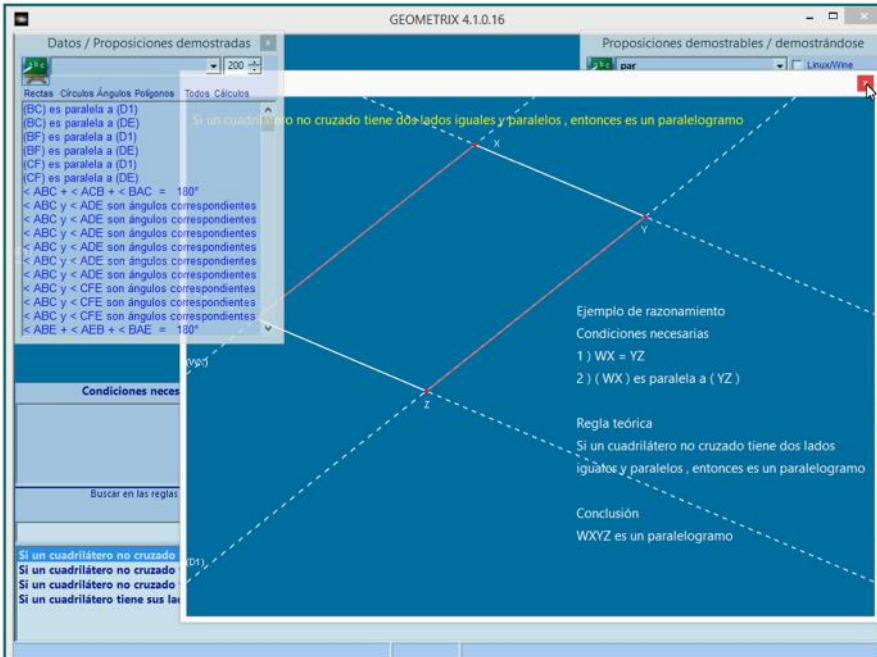 GEOMETRIX 4.1.0.16
Datos / Proposiciones demostradas
200
Rectas Círculos Ángulos Polígonos Todos Cálculos
(BC) es paralela a (D1)
(BC) es paralela a (DE)
(BF) es paralela a (D1)
(BF) es paralela a (DE)
(CF) es paralela a (D1)
(CF) es paralela a (DE)
< ABC + < ACB + < BAC = 180°
< ABC y < ADE son ángulos correspondientes
< ABC y < ADE son ángulos correspondientes
< ABC y < ADE son ángulos correspondientes
< ABC y < ADE son ángulos correspondientes
< ABC y < ADE son ángulos correspondientes
< ABC y < ADE son ángulos correspondientes
< ABC y < CFE son ángulos correspondientes
< ABC y < CFE son ángulos correspondientes
< ABC y < CFE son ángulos correspondientes
< ABE + < AEB + < BAE = 180°
Proposiciones demostrables / demostrándose
par
Linux/Wine
Si un cuadrilátero no cruzado tiene dos lados iguales y paralelos , entonces es un paralelogramo
X
Y
Z
(D1)
Ejemplo de razonamiento
Condiciones necesarias
1 ) WX = YZ
2 ) ( WX ) es paralela a ( YZ )
Regla teórica
Si un cuadrilátero no cruzado tiene dos lados
iguales y paralelos , entonces es un paralelogramo
Conclusión
WXYZ es un paralelogramo
Condiciones neces
Buscar en las reglas
Si un cuadrilátero no cruzado
Si un cuadrilátero no cruzado
Si un cuadrilátero no cruzado
Si un cuadrilátero tiene sus lad